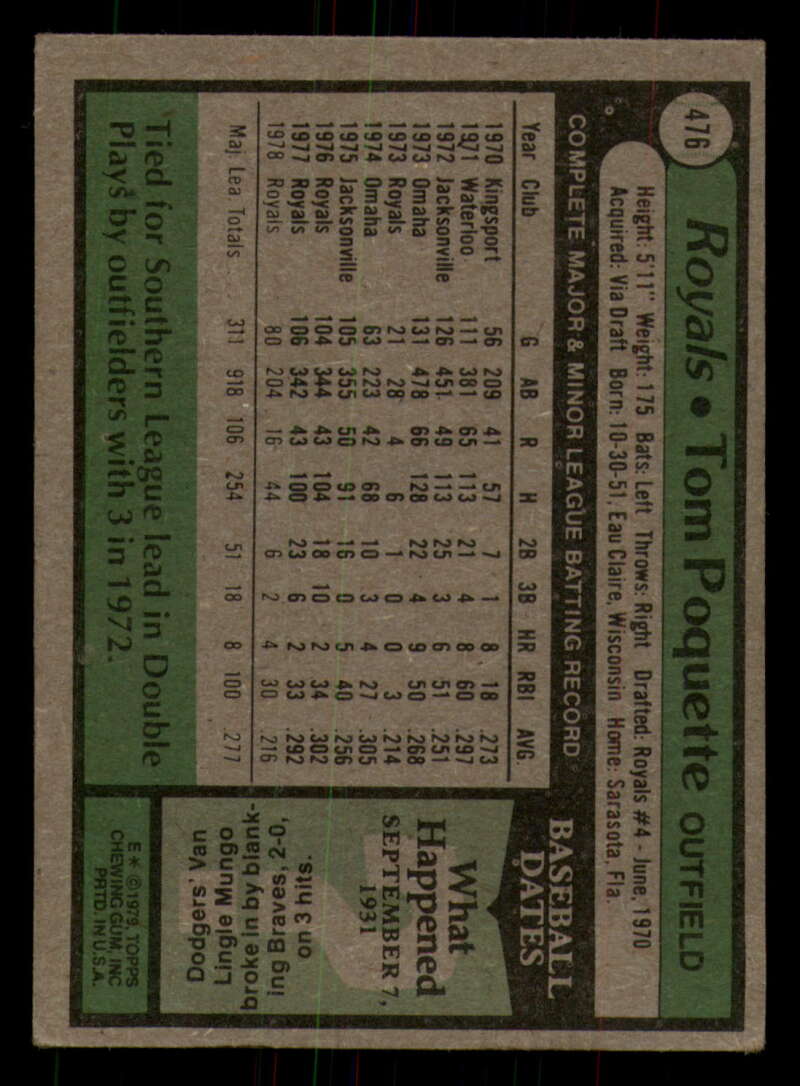 476
Royals • Tom Poquette OUTFIELD
Height: 5'11" Weight: 175 Bats: Left Throws: Right Drafted: Royals #4 - June, 1970
Acquired: Via Draft Born: 10-30-51, Eau Claire, Wisconsin Home: Sarasota, Fla.
COMPLETE MAJOR & MINOR LEAGUE BATTING RECORD
Year Club G AB R H 2B 3B HR RBI AVG.
1970 Kingsport 56 209 41 57 7 1 8 18 .273
1971 Waterloo 111 381 65 113 21 4 8 60 .297
1972 Jacksonville 126 451 49 113 25 3 6 51 .251
1973 Omaha 131 478 66 128 22 4 9 50 .268
1973 Royals 21 28 4 6 1 0 0 3 .214
1974 Omaha 63 223 42 68 10 3 4 27 .305
1975 Jacksonville 105 355 50 91 16 0 5 40 .256
1976 Royals 104 344 43 104 18 10 2 34 .302
1977 Royals 106 342 43 100 23 6 2 33 .292
1978 Royals 80 204 16 44 6 2 4 30 .216
Maj. Lea. Totals 311 918 106 254 51 18 8 100 .277
Tied for Southern League lead in Double
Plays by outfielders with 3 in 1972.
BASEBALL
DATES
What
Happened
SEPTEMBER 7,
1931
Dodgers' Van
Lingle Mungo
broke in by blank-
ing Braves, 2-0,
on 3 hits.
E * © 1979, TOPPS
CHEWING GUM, INC.
PRTD. IN U.S.A.